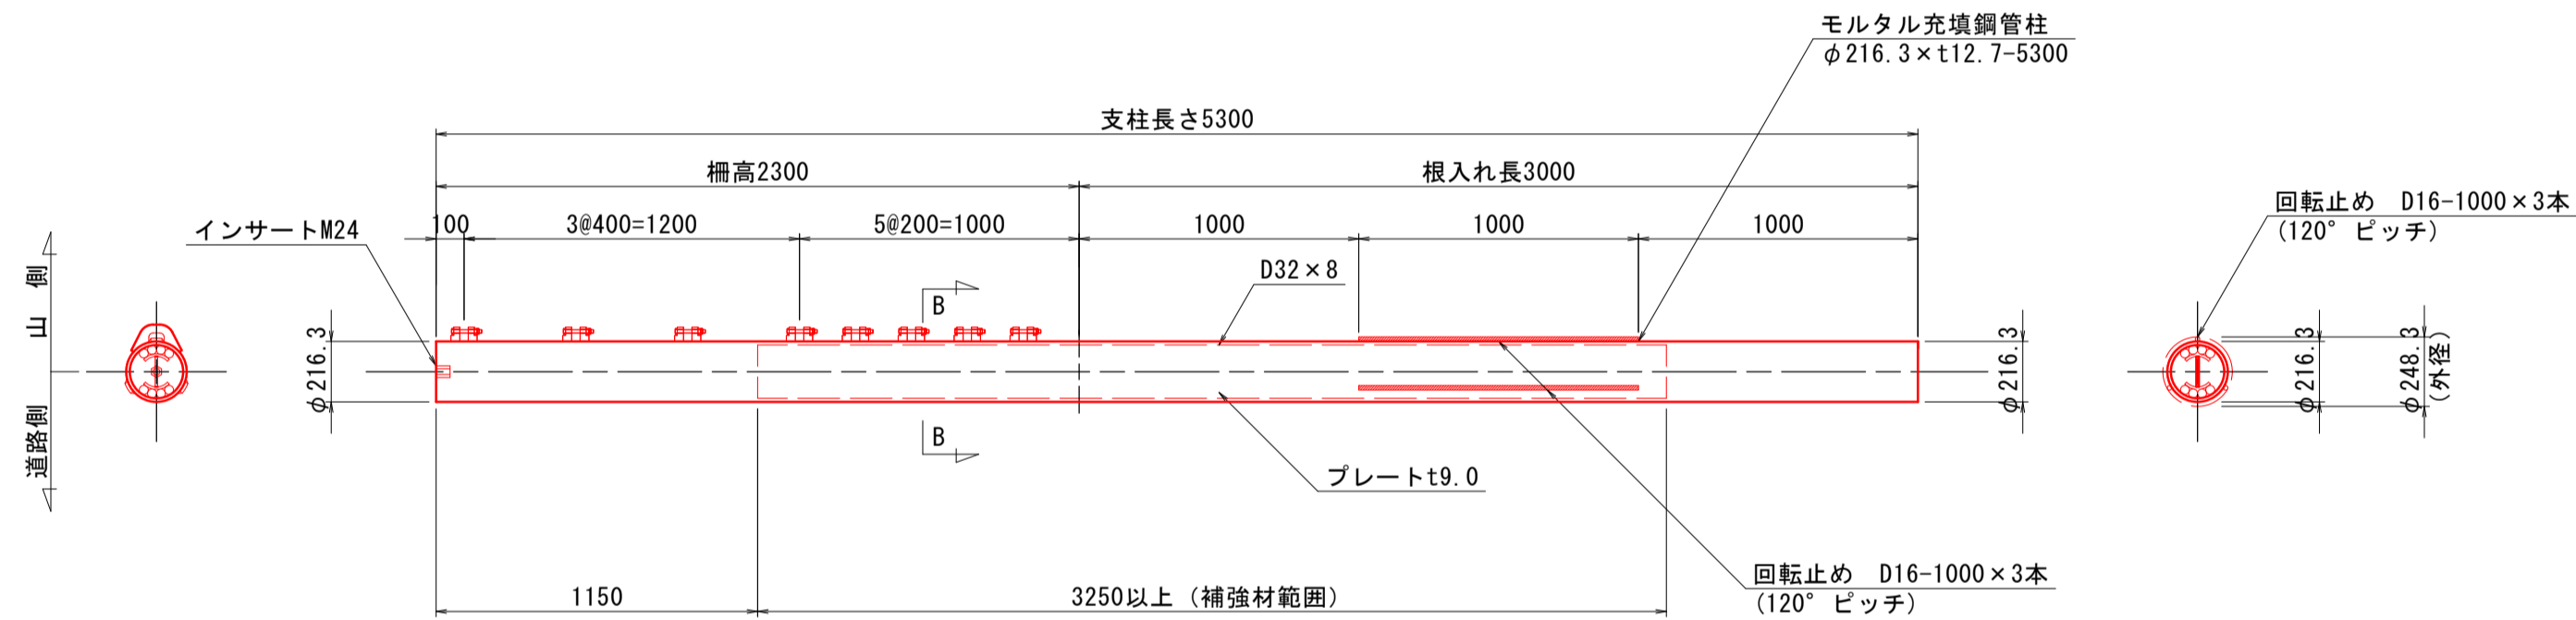 モルタル充填鋼管柱
φ216.3×t12.7-5300
支柱長さ5300
柵高2300
根入れ長3000
回転止め D16-1000×3本
(120°ピッチ)
インサートM24
100
3@400=1200
5@200=1000
1000
1000
1000
D32×8
山側
道路側
B
B
φ216.3
φ216.3
φ216.3
φ248.3
(外径)
プレートt9.0
回転止め D16-1000×3本
(120°ピッチ)
1150
3250以上(補強材範囲)